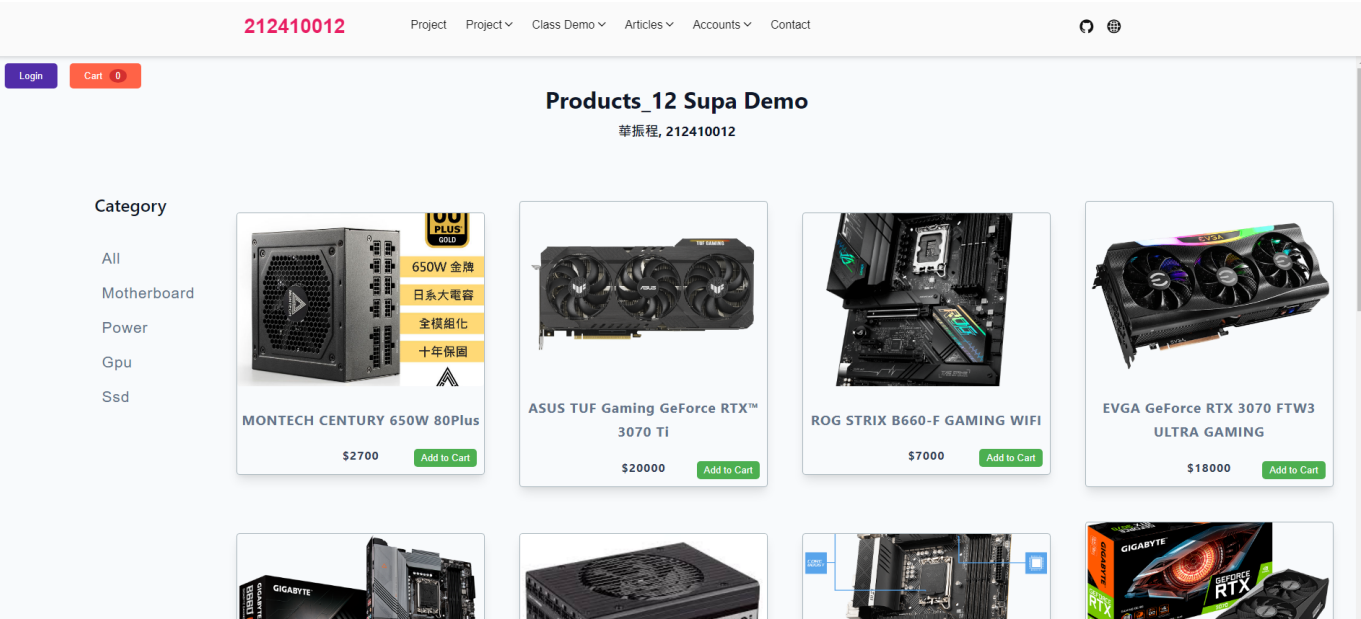 212410012
Project
Project
Class Demo
Articles
Accounts
Contact
Login
Cart 0
Products_12 Supa Demo
華振程, 212410012
Category
All
Motherboard
Power
Gpu
Ssd
PLUS
GOLD
650W 金牌
日系大電容
全模組化
十年保固
MONTECH CENTURY 650W 80Plus
$2700
Add to Cart
TUF GAMING
ASUS
ASUS TUF Gaming GeForce RTX™
3070 Ti
$20000
Add to Cart
ROG
ROG STRIX B660-F GAMING WIFI
$7000
Add to Cart
EVGA
EVGA GeForce RTX 3070 FTW3
ULTRA GAMING
$18000
Add to Cart
GIGABYTE
GIGABYTE
GIGABYTE
GEFORCE
RTX